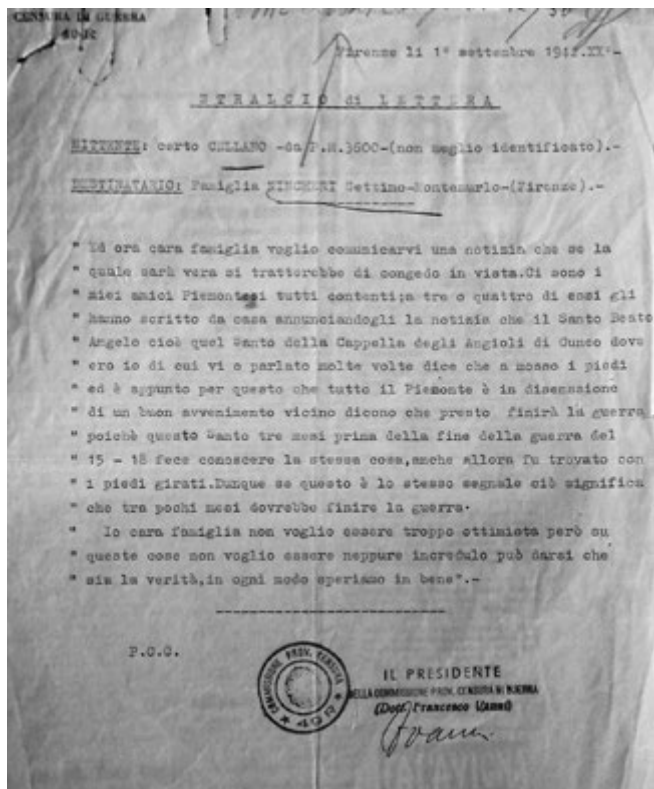 CENSURA DI GUERRA
Firenze li 1° settembre 194 .XX°-
STRALCIO di LETTERA
MITTENTE: certo CELLANO -da P.M.3600-(non meglio identificato).-
DESTINATARIO: Famiglia Gettino-Montemurlo-(Firenze).-
" Ed ora cara famiglia voglio comunicarvi una notizia che se la
" quale sarà vera si tratterebbe di congedo in vista.Ci sono i
" miei amici Piemontesi tutti contenti;a tre o quattro di essi gli
" hanno scritto da casa annunciandogli la notizia che il Santo Beato
" Angelo cioè quel Santo della Cappella degli Angioli di Cuneo dove
" ero io di cui vi o parlato molte volte dice che a mosso i piedi
" ed è appunto per questo che tutto il Piemonte è in
" di un buon avvenimento vicino dicono che presto finirà la guerra
" poichè questo Santo tre mesi prima della fine della guerra del
" 15 - 18 fece conoscere la stessa cosa,anche allora fu trovato con
" i piedi girati.Dunque se questo è lo stesso segnale ciò significa
" che tra pochi mesi dovrebbe finire la guerra.
" Io cara famiglia non voglio essere troppo ottimista però su
" queste cose non voglio essere neppure incredulo può darsi che
" sia la verità,in ogni modo speriamo in bene".-
P.C.C.
COMMISSIONE PROV. CENSURA
IL PRESIDENTE
DELLA COMMISSIONE PROV. CENSURA DI GUERRA
(Dott. Francesco Vanni)